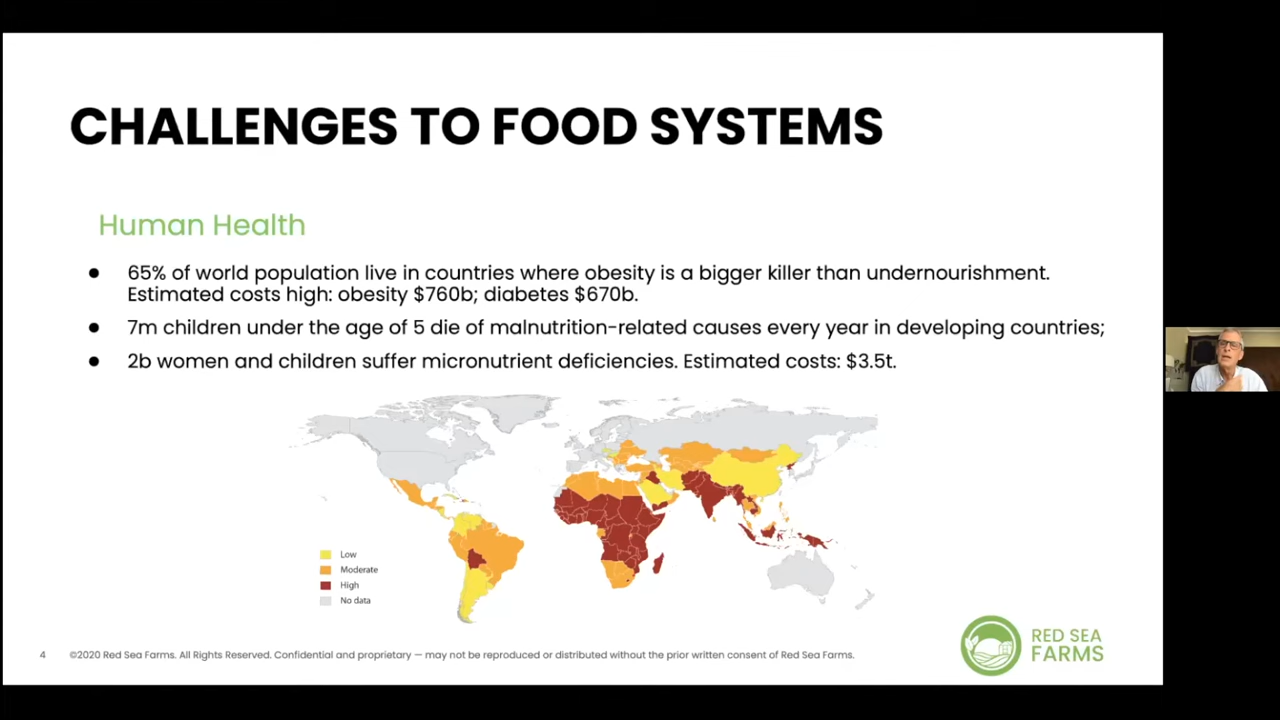 CHALLENGES TO FOOD SYSTEMS
Human Health
● 65% of world population live in countries where obesity is a bigger killer than undernourishment.
Estimated costs high: obesity $760b; diabetes $670b.
● 7m children under the age of 5 die of malnutrition-related causes every year in developing countries;
● 2b women and children suffer micronutrient deficiencies. Estimated costs: $3.5t.
Low
Moderate
High
No data
4 ©2020 Red Sea Farms. All Rights Reserved. Confidential and proprietary — may not be reproduced or distributed without the prior written consent of Red Sea Farms.
RED SEA
FARMS